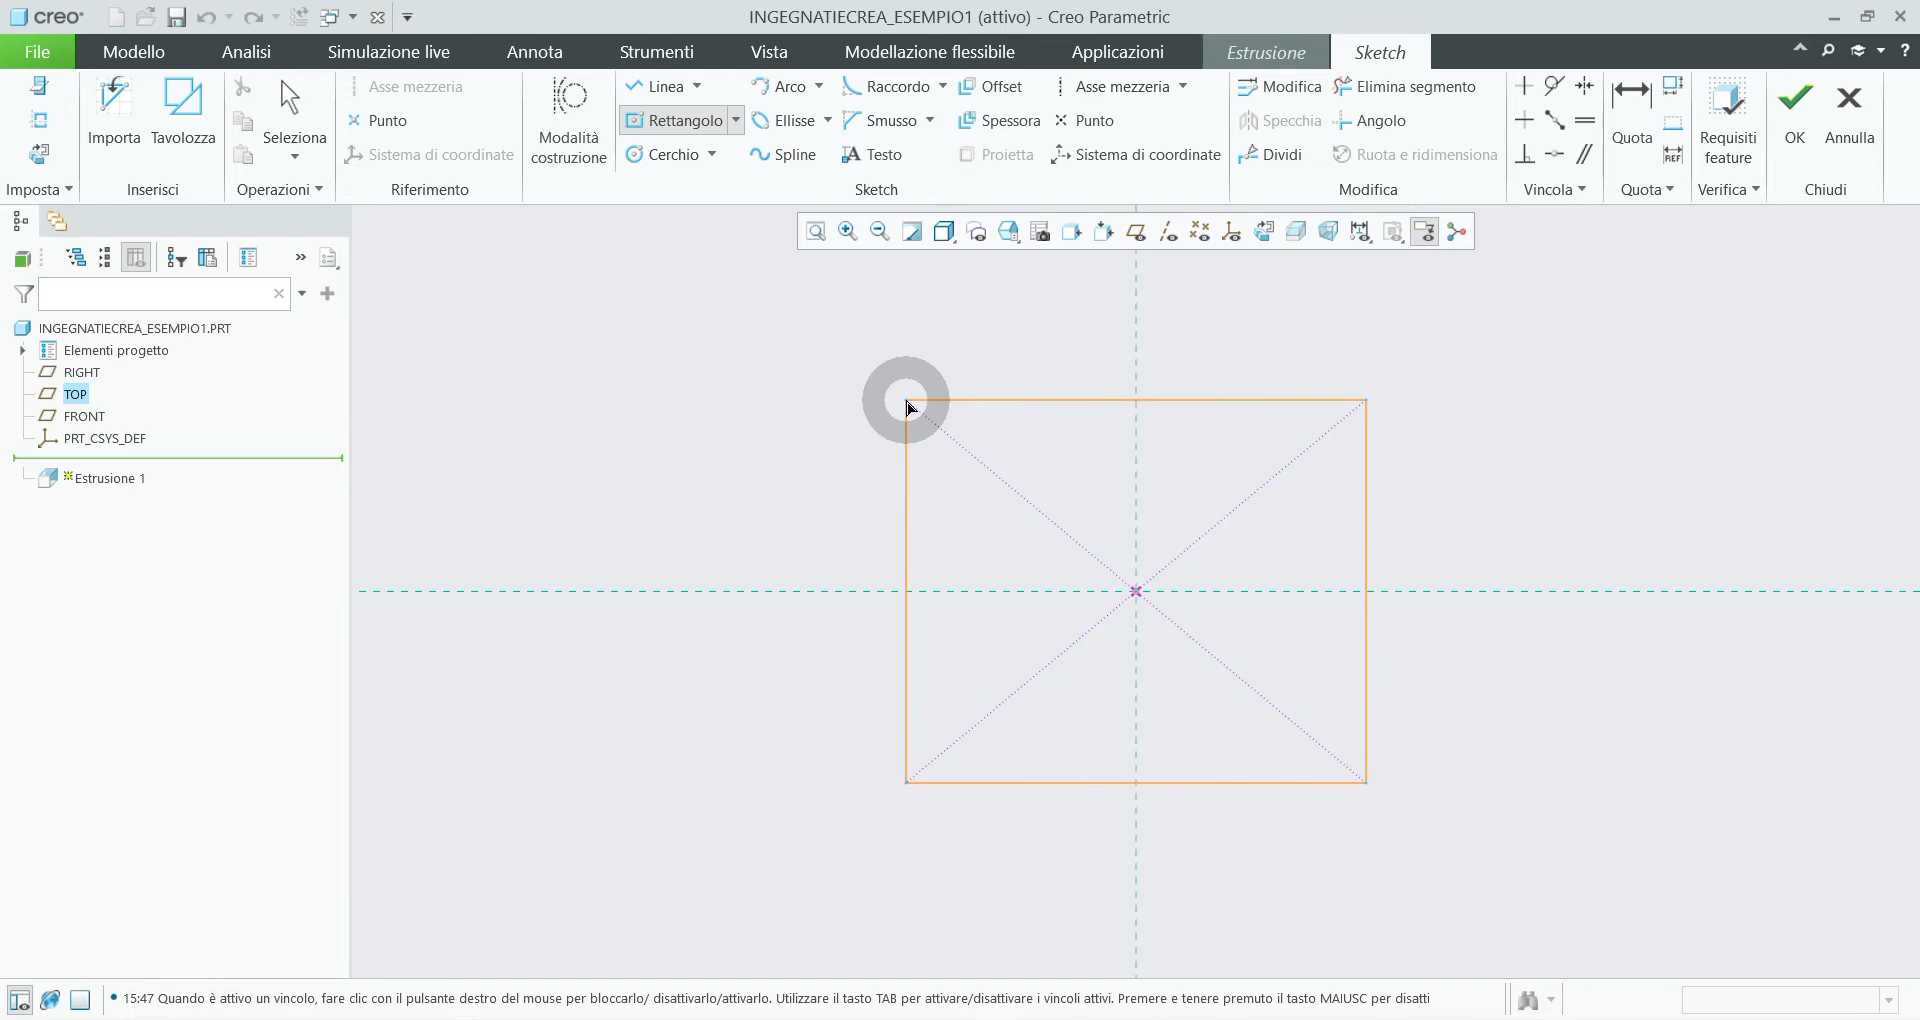 creo®
INGEGNATIECREA_ESEMPIO1 (attivo) - Creo Parametric
File Modello Analisi Simulazione live Annota Strumenti Vista Modellazione flessibile Applicazioni Estrusione Sketch
Importa Tavolozza Seleziona
Imposta Inserisci Operazioni
Asse mezzeria
Punto
Sistema di coordinate
Riferimento
Modalità
costruzione
Linea Arco Raccordo Offset Asse mezzeria
Rettangolo Ellisse Smusso Spessora Punto
Cerchio Spline Testo Proietta Sistema di coordinate
Sketch
Modifica Elimina segmento
Specchia Angolo
Dividi Ruota e ridimensiona
Modifica
Vincola
Quota
REF
Quota
Requisiti
feature
Verifica
OK Annulla
Chiudi
INGEGNATIECREA_ESEMPIO1.PRT
Elementi progetto
RIGHT
TOP
FRONT
PRT_CSYS_DEF
Estrusione 1
15:47 Quando è attivo un vincolo, fare clic con il pulsante destro del mouse per bloccarlo/ disattivarlo/attivarlo. Utilizzare il tasto TAB per attivare/disattivare i vincoli attivi. Premere e tenere premuto il tasto MAIUSC per disatti